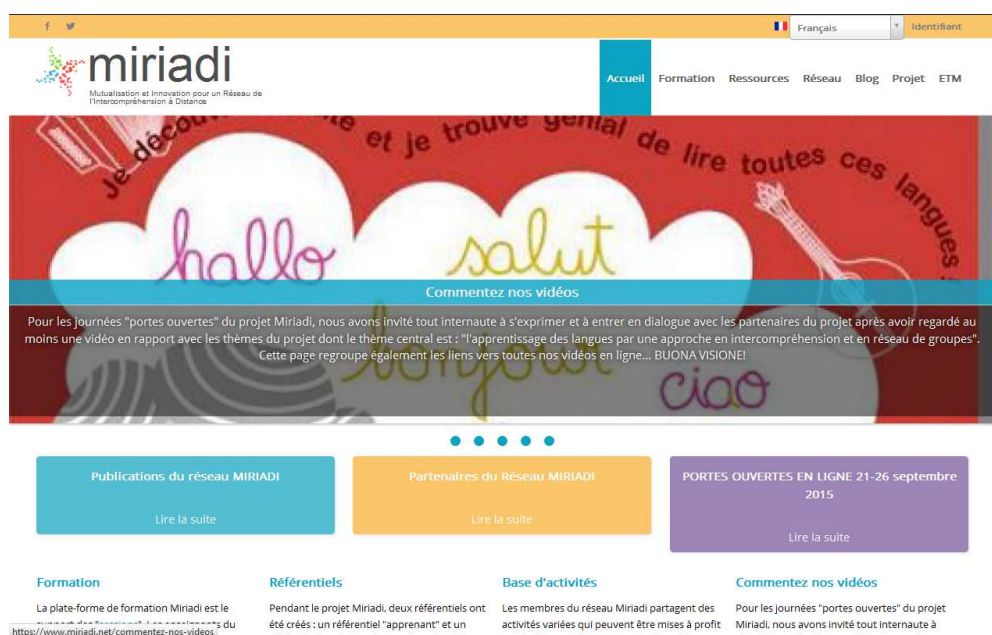 Français
Identifiant
miriadi
Mutualisation et Innovation pour un Réseau de
l'Intercompréhension à Distance
Accueil Formation Ressources Réseau Blog Projet ETM
Je découv et je trouve génial de lire toutes ces langues
hallo salut
Commentez nos vidéos
Pour les journées "portes ouvertes" du projet Miriadi, nous avons invité tout internaute à s'exprimer et à entrer en dialogue avec les partenaires du projet après avoir regardé au
moins une vidéo en rapport avec les thèmes du projet dont le thème central est : "l'apprentissage des langues par une approche en intercompréhension et en réseau de groupes".
Cette page regroupe également les liens vers toutes nos vidéos en ligne... BUONA VISIONE!
bonjour ciao
Publications du réseau MIRIADI
Lire la suite
Partenaires du Réseau MIRIADI
Lire la suite
PORTES OUVERTES EN LIGNE 21-26 septembre
2015
Lire la suite
Formation
La plate-forme de formation Miriadi est le
Référentiels
Pendant le projet Miriadi, deux référentiels ont
été créés : un référentiel "apprenant" et un
Base d'activités
Les membres du réseau Miriadi partagent des
activités variées qui peuvent être mises à profit
Commentez nos vidéos
Pour les journées "portes ouvertes" du projet
Miriadi, nous avons invité tout internaute à
https://www.miriadi.net/commentez-nos-videos